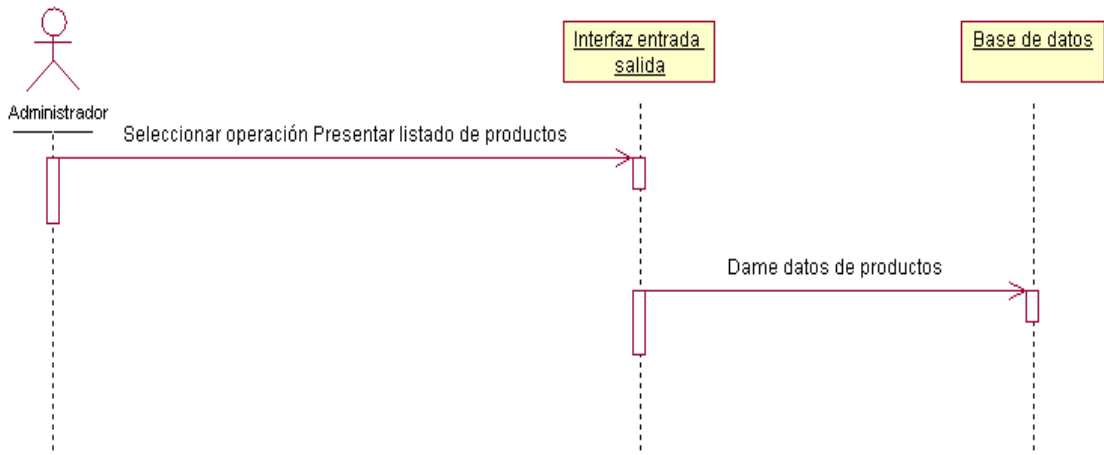 Interfaz entrada
salida
Base de datos
Administrador
Seleccionar operación Presentar listado de productos
Dame datos de productos